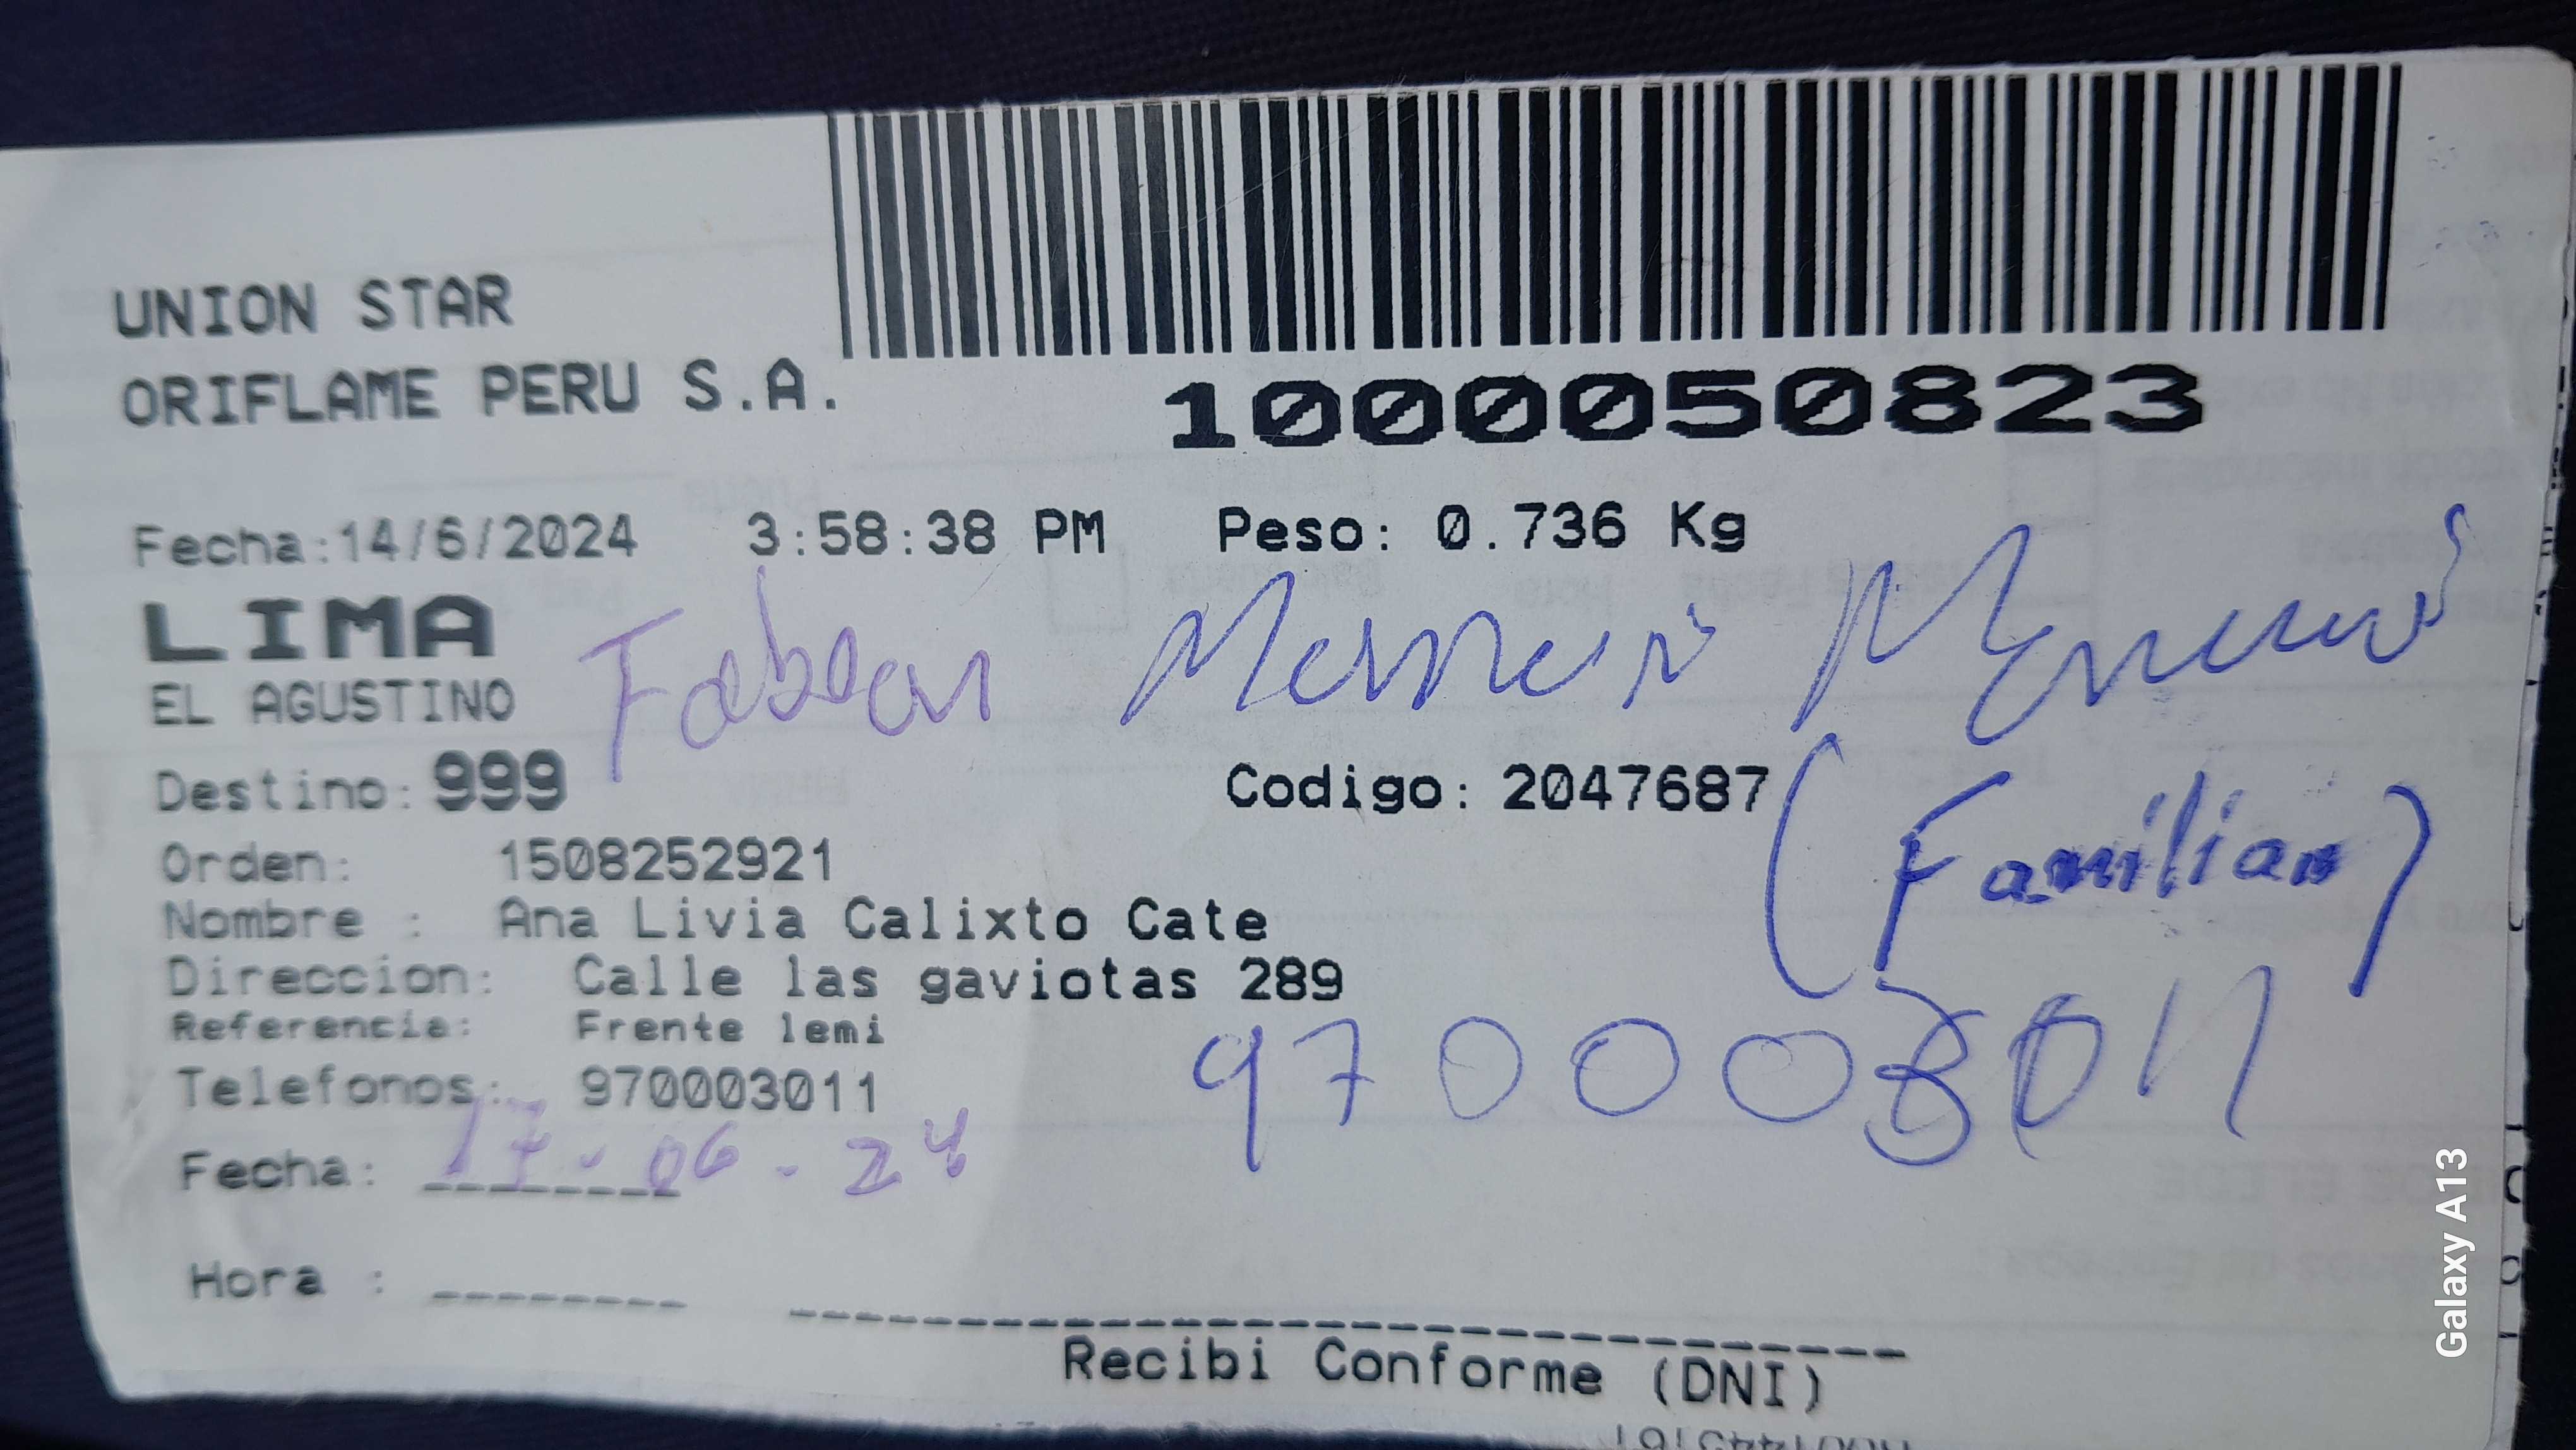 UNION STAR
ORIFLAME PERU S.A.
1000050823
Fecha:14/6/2024 3:58:38 PM Peso: 0.736 Kg
LIMA
EL AGUSTINO
Fabian
Destino: 999 Codigo: 2047687
(Familiar)
Orden: 1508252921
Nombre : Ana Livia Calixto Cate
Direccion: Calle las gaviotas 289
Referencia: Frente lemi
Telefonos: 970003011
970003011
Fecha: 17-06-24
Hora :
Recibi Conforme (DNI)
Galaxy A13